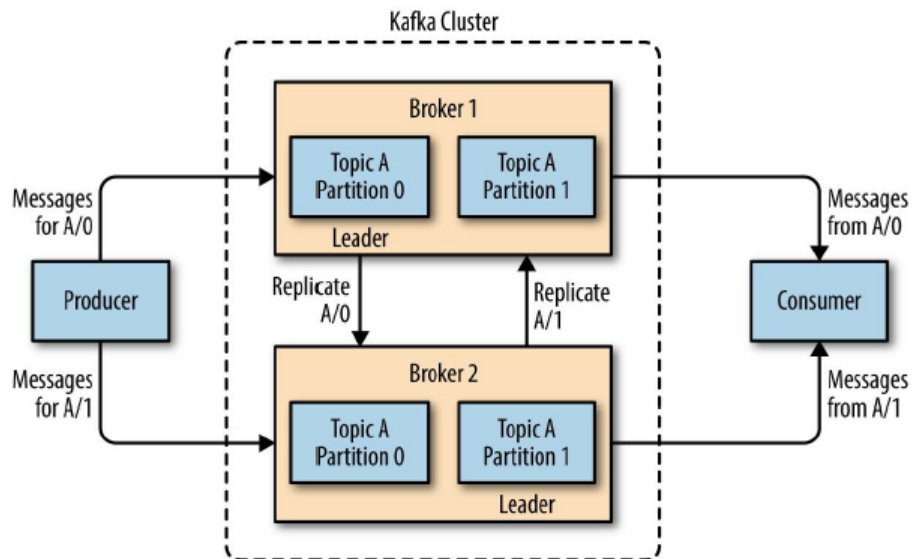 Kafka Cluster
Broker 1
Topic A
Partition 0
Topic A
Partition 1
Leader
Messages
for A/0
Messages
from A/0
Producer
Replicate
A/0
Replicate
A/1
Consumer
Messages
for A/1
Messages
from A/1
Broker 2
Topic A
Partition 0
Topic A
Partition 1
Leader